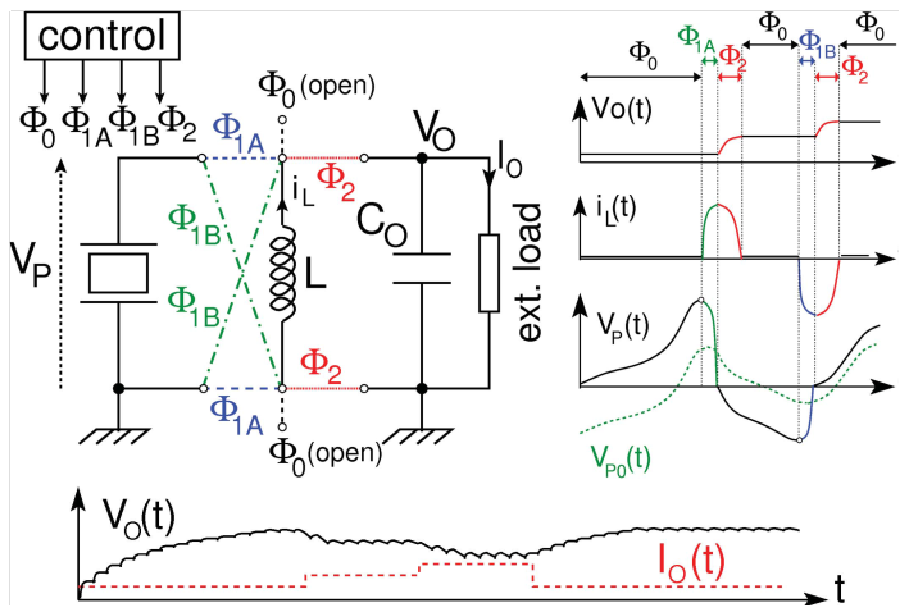 control
Φ0 Φ1A Φ1B Φ2
Φ0 (open)
Φ1A
VO
IO
Φ2
iL
Φ1B
VP
L
CO
ext. load
Φ1B
Φ2
Φ1A
Φ0 (open)
Φ0 Φ1A Φ2 Φ0 Φ1B Φ2 Φ0
Vo(t)
t
iL(t)
t
VP(t)
t
VP0(t)
VO(t)
IO(t)
t